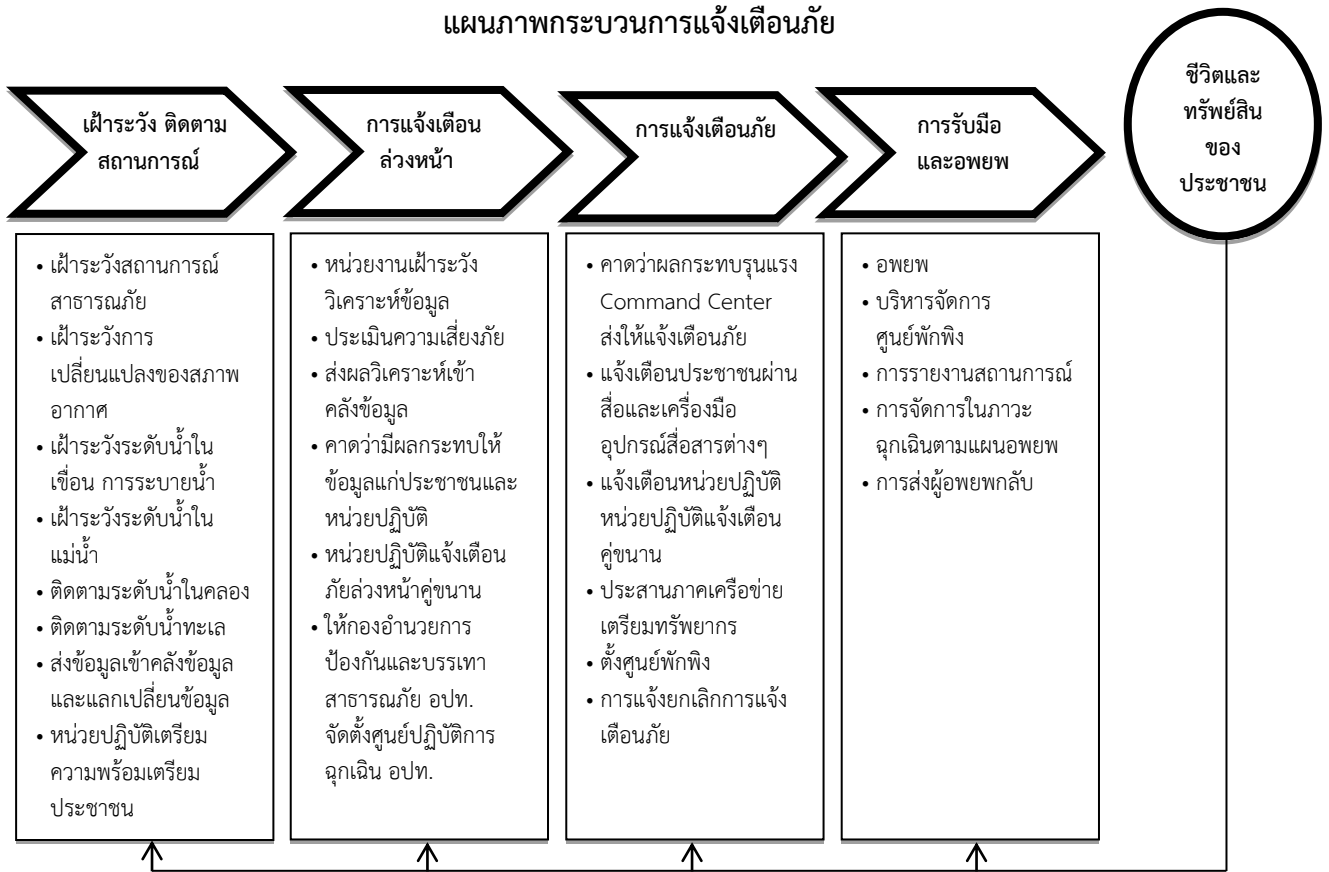 แผนภาพกระบวนการแจ้งเตือนภัย
เฝ้าระวัง ติดตาม
สถานการณ์
การแจ้งเตือน
ล่วงหน้า
การแจ้งเตือนภัย
การรับมือ
และอพยพ
ชีวิตและ
ทรัพย์สิน
ของ
ประชาชน
• เฝ้าระวังสถานการณ์
สาธารณภัย
• เฝ้าระวังการ
เปลี่ยนแปลงของสภาพ
อากาศ
• เฝ้าระวังระดับน้ำใน
เขื่อน การระบายน้ำ
• เฝ้าระวังระดับน้ำใน
แม่น้ำ
• ติดตามระดับน้ำในคลอง
• ติดตามระดับน้ำทะเล
• ส่งข้อมูลเข้าคลังข้อมูล
และแลกเปลี่ยนข้อมูล
• หน่วยปฏิบัติเตรียม
ความพร้อมเตรียม
ประชาชน
• หน่วยงานเฝ้าระวัง
วิเคราะห์ข้อมูล
• ประเมินความเสี่ยงภัย
• ส่งผลวิเคราะห์เข้า
คลังข้อมูล
• คาดว่ามีผลกระทบให้
ข้อมูลแก่ประชาชนและ
หน่วยปฏิบัติ
• หน่วยปฏิบัติแจ้งเตือน
ภัยล่วงหน้าคู่ขนาน
• ให้กองอำนวยการ
ป้องกันและบรรเทา
สาธารณภัย อปท.
จัดตั้งศูนย์ปฏิบัติการ
ฉุกเฉิน อปท.
• คาดว่าผลกระทบรุนแรง
Command Center
ส่งให้แจ้งเตือนภัย
• แจ้งเตือนประชาชนผ่าน
สื่อและเครื่องมือ
อุปกรณ์สื่อสารต่างๆ
• แจ้งเตือนหน่วยปฏิบัติ
หน่วยปฏิบัติแจ้งเตือน
คู่ขนาน
• ประสานภาคเครือข่าย
เตรียมทรัพยากร
• ตั้งศูนย์พักพิง
• การแจ้งยกเลิกการแจ้ง
เตือนภัย
• อพยพ
• บริหารจัดการ
ศูนย์พักพิง
• การรายงานสถานการณ์
• การจัดการในภาวะ
ฉุกเฉินตามแผนอพยพ
• การส่งผู้อพยพกลับ